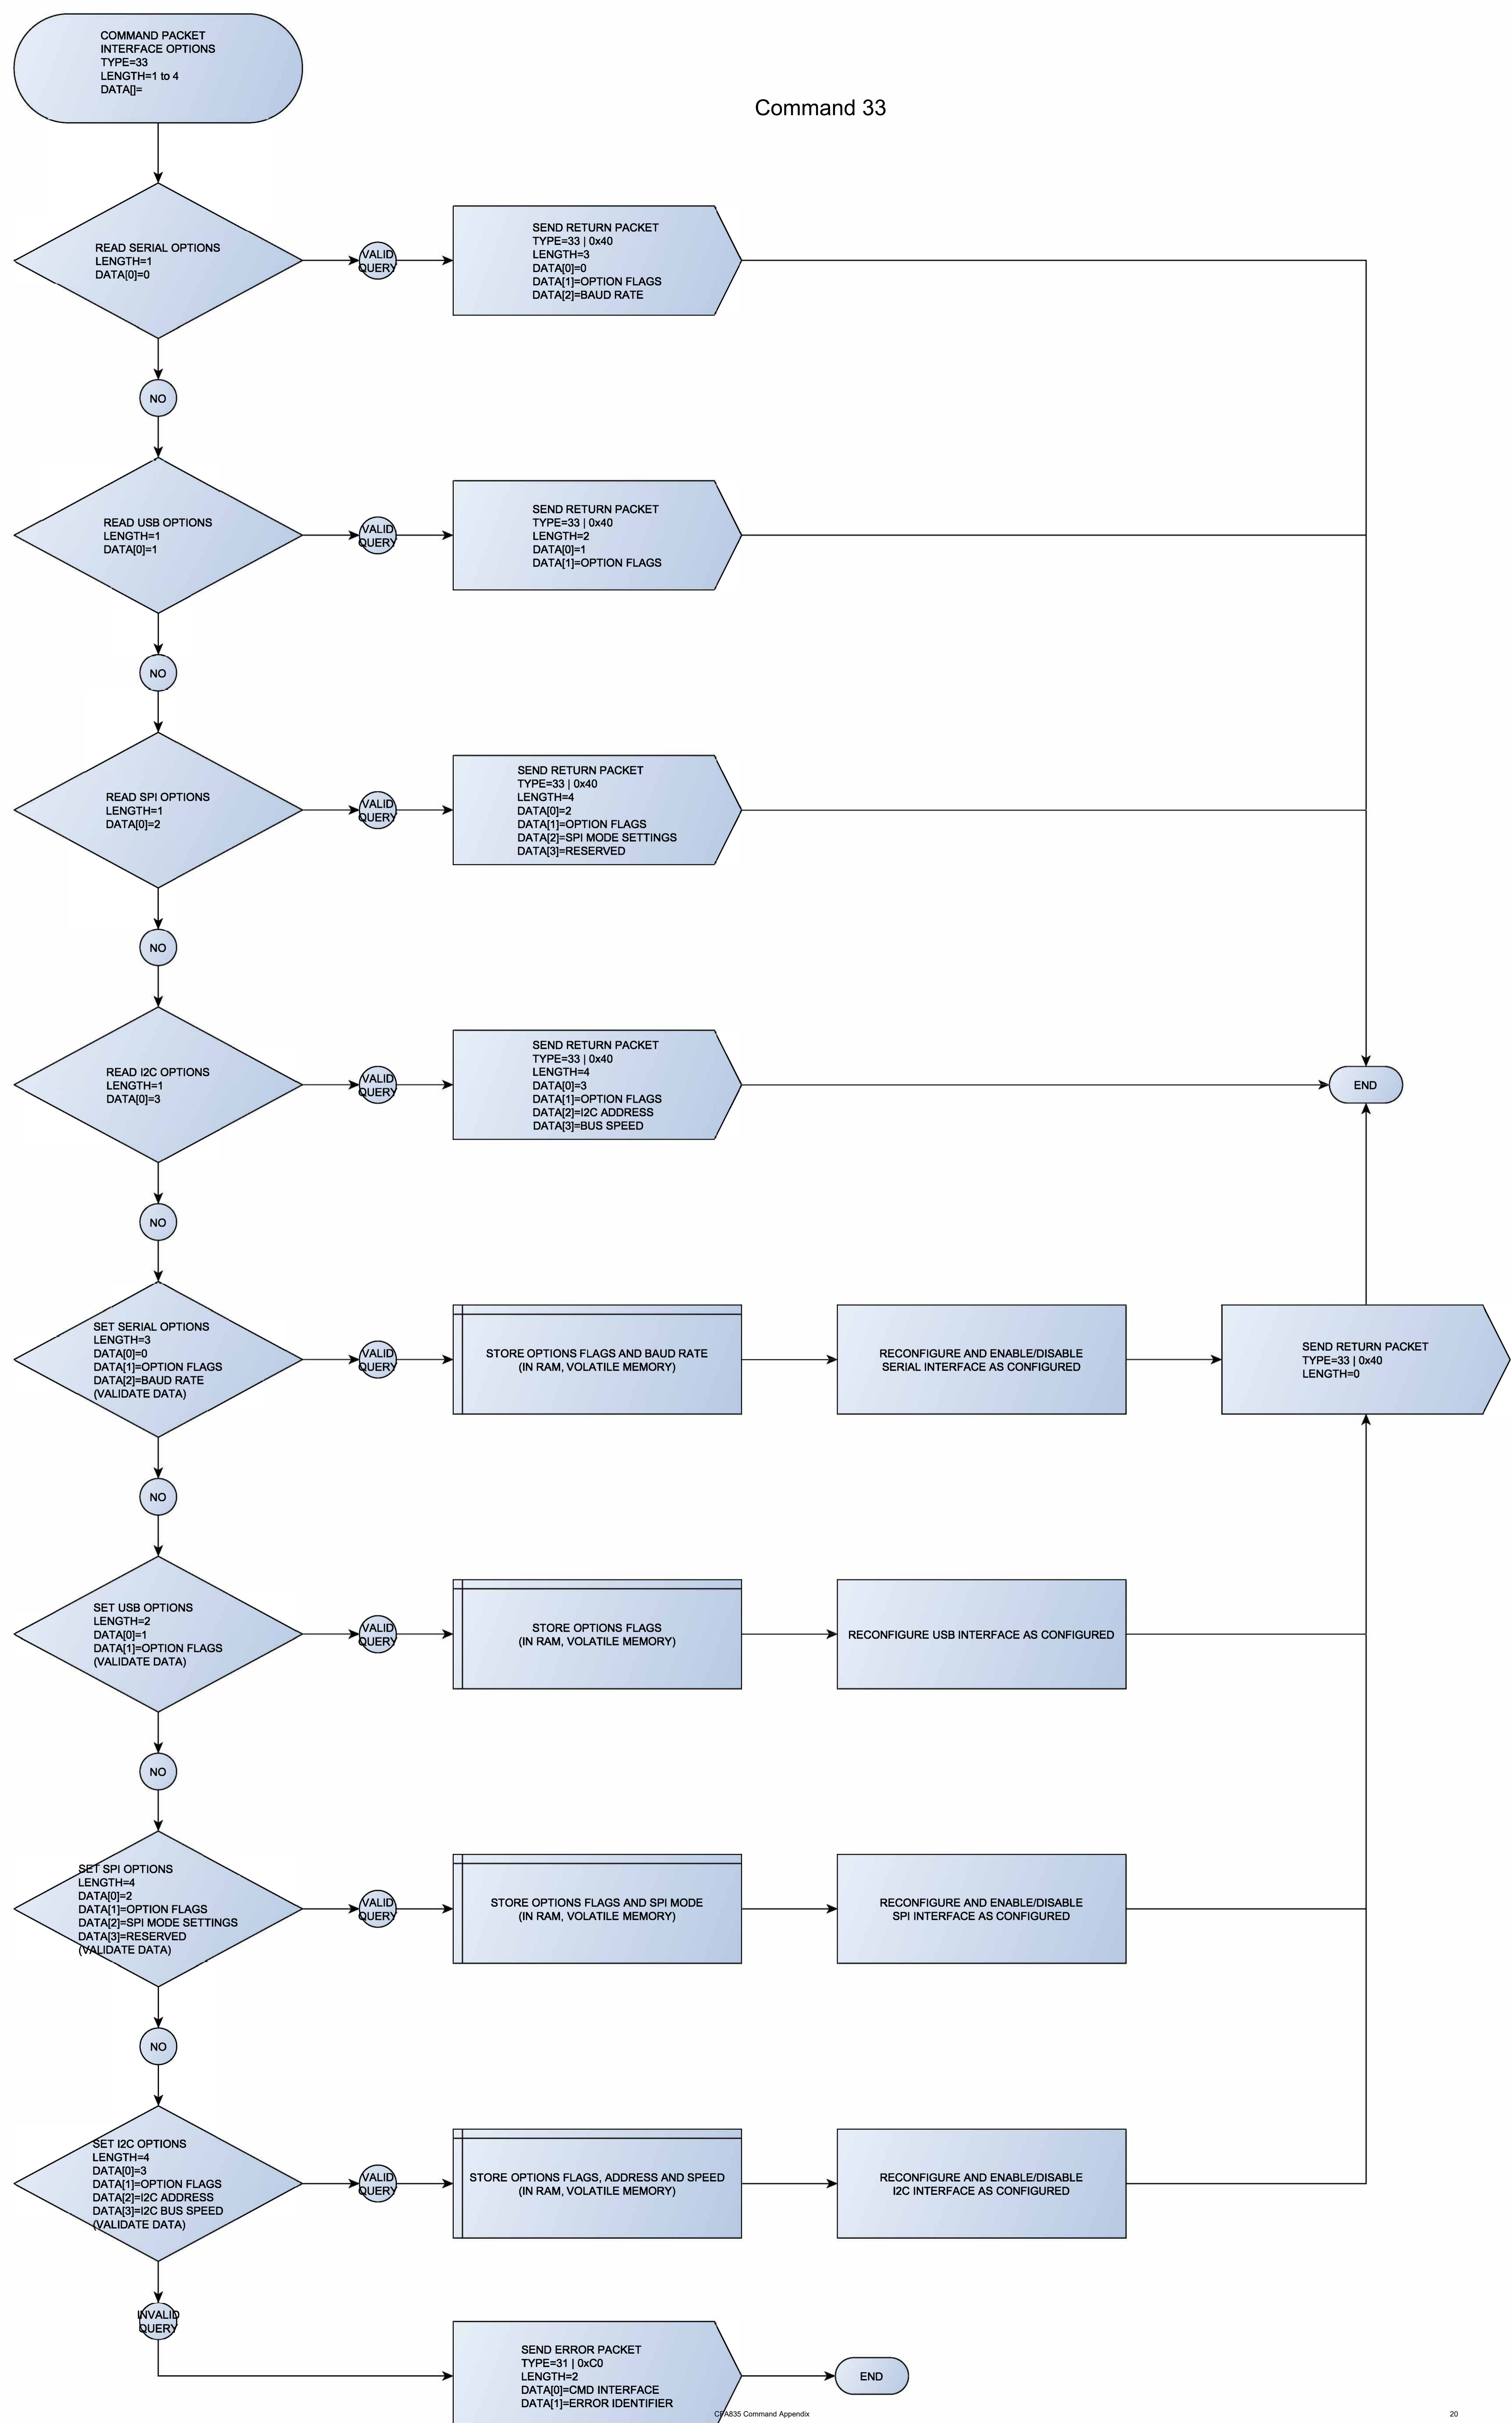 COMMAND PACKET
INTERFACE OPTIONS
TYPE=33
LENGTH=1 to 4
DATA[]=
Command 33
READ SERIAL OPTIONS
LENGTH=1
DATA[0]=0
VALID
QUERY
SEND RETURN PACKET
TYPE=33 | 0x40
LENGTH=3
DATA[0]=0
DATA[1]=OPTION FLAGS
DATA[2]=BAUD RATE
NO
READ USB OPTIONS
LENGTH=1
DATA[0]=1
VALID
QUERY
SEND RETURN PACKET
TYPE=33 | 0x40
LENGTH=2
DATA[0]=1
DATA[1]=OPTION FLAGS
NO
READ SPI OPTIONS
LENGTH=1
DATA[0]=2
VALID
QUERY
SEND RETURN PACKET
TYPE=33 | 0x40
LENGTH=4
DATA[0]=2
DATA[1]=OPTION FLAGS
DATA[2]=SPI MODE SETTINGS
DATA[3]=RESERVED
NO
READ I2C OPTIONS
LENGTH=1
DATA[0]=3
VALID
QUERY
SEND RETURN PACKET
TYPE=33 | 0x40
LENGTH=4
DATA[0]=3
DATA[1]=OPTION FLAGS
DATA[2]=I2C ADDRESS
DATA[3]=BUS SPEED
END
NO
SET SERIAL OPTIONS
LENGTH=3
DATA[0]=0
DATA[1]=OPTION FLAGS
DATA[2]=BAUD RATE
(VALIDATE DATA)
VALID
QUERY
STORE OPTIONS FLAGS AND BAUD RATE
(IN RAM, VOLATILE MEMORY)
RECONFIGURE AND ENABLE/DISABLE
SERIAL INTERFACE AS CONFIGURED
SEND RETURN PACKET
TYPE=33 | 0x40
LENGTH=0
NO
SET USB OPTIONS
LENGTH=2
DATA[0]=1
DATA[1]=OPTION FLAGS
(VALIDATE DATA)
VALID
QUERY
STORE OPTIONS FLAGS
(IN RAM, VOLATILE MEMORY)
RECONFIGURE USB INTERFACE AS CONFIGURED
NO
SET SPI OPTIONS
LENGTH=4
DATA[0]=2
DATA[1]=OPTION FLAGS
DATA[2]=SPI MODE SETTINGS
DATA[3]=RESERVED
(VALIDATE DATA)
VALID
QUERY
STORE OPTIONS FLAGS AND SPI MODE
(IN RAM, VOLATILE MEMORY)
RECONFIGURE AND ENABLE/DISABLE
SPI INTERFACE AS CONFIGURED
NO
SET I2C OPTIONS
LENGTH=4
DATA[0]=3
DATA[1]=OPTION FLAGS
DATA[2]=I2C ADDRESS
DATA[3]=I2C BUS SPEED
(VALIDATE DATA)
VALID
QUERY
STORE OPTIONS FLAGS, ADDRESS AND SPEED
(IN RAM, VOLATILE MEMORY)
RECONFIGURE AND ENABLE/DISABLE
I2C INTERFACE AS CONFIGURED
INVALID
QUERY
SEND ERROR PACKET
TYPE=31 | 0xC0
LENGTH=2
DATA[0]=CMD INTERFACE
DATA[1]=ERROR IDENTIFIER
END
CFA835 Command Appendix
20